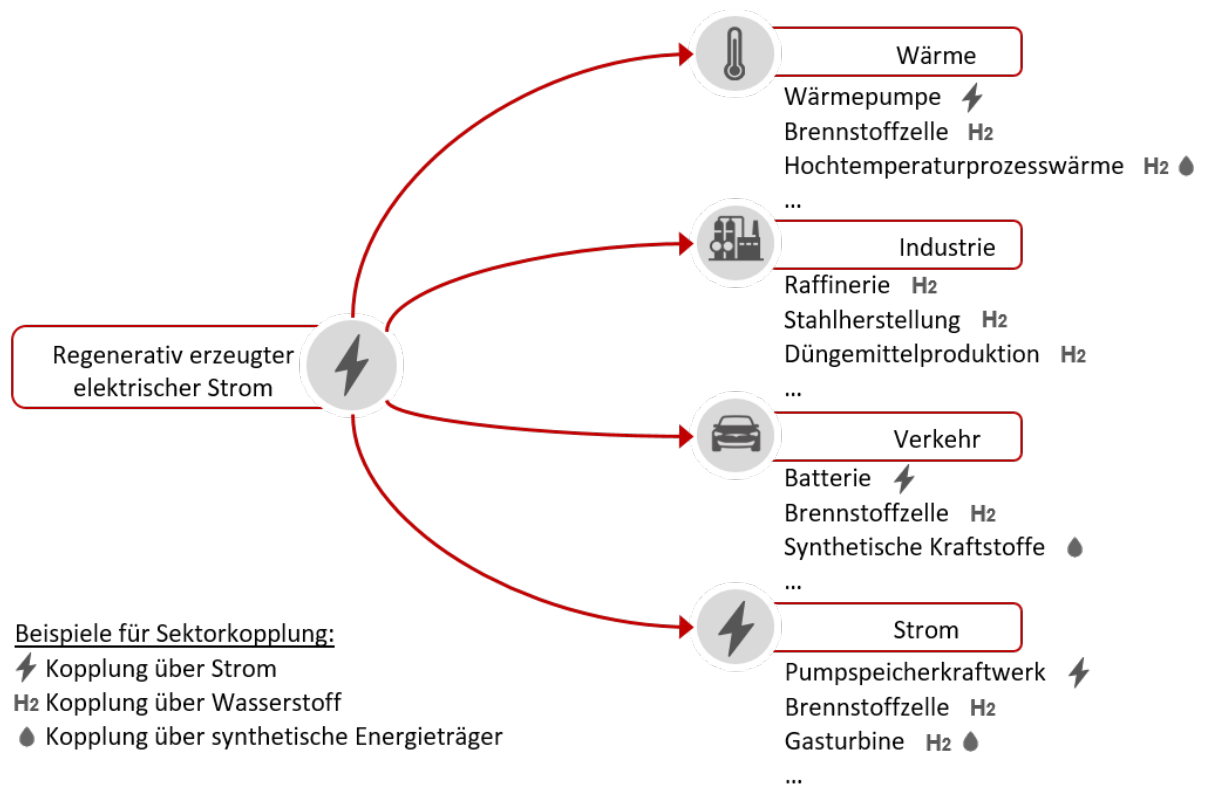 Wärme
Wärmepumpe
Brennstoffzelle H2
Hochtemperaturprozesswärme H2
...
Industrie
Raffinerie H2
Stahlherstellung H2
Düngemittelproduktion H2
...
Regenerativ erzeugter
elektrischer Strom
Verkehr
Batterie
Brennstoffzelle H2
Synthetische Kraftstoffe
...
Strom
Pumpspeicherkraftwerk
Brennstoffzelle H2
Gasturbine H2
...
Beispiele für Sektorkopplung:
Kopplung über Strom
H2 Kopplung über Wasserstoff
Kopplung über synthetische Energieträger